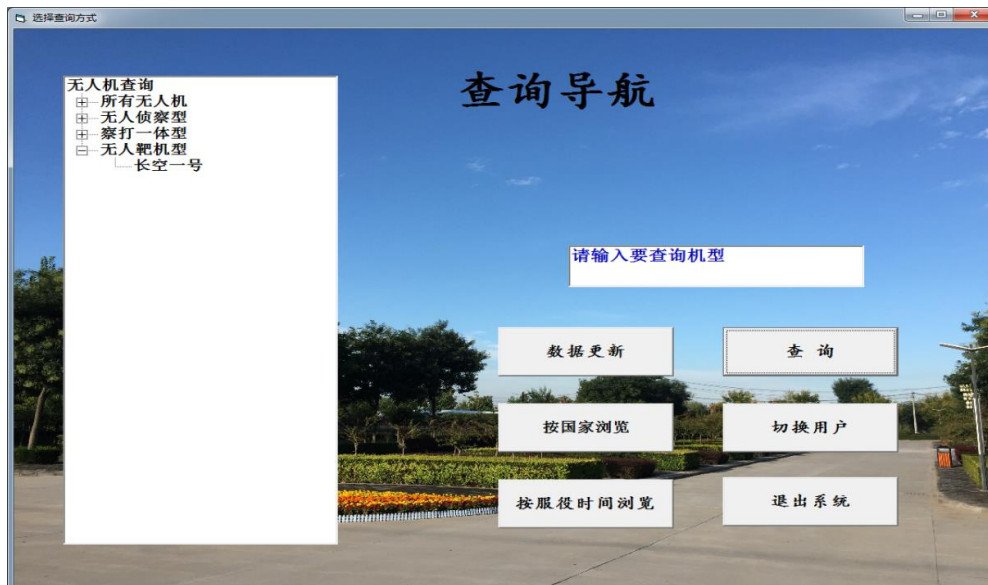 选择查询方式
查询导航
无人机查询
所有无人机
无人侦察型
察打一体型
无人靶机型
长空一号
请输入要查询机型
数据更新
查 询
按国家浏览
切换用户
按服役时间浏览
退出系统